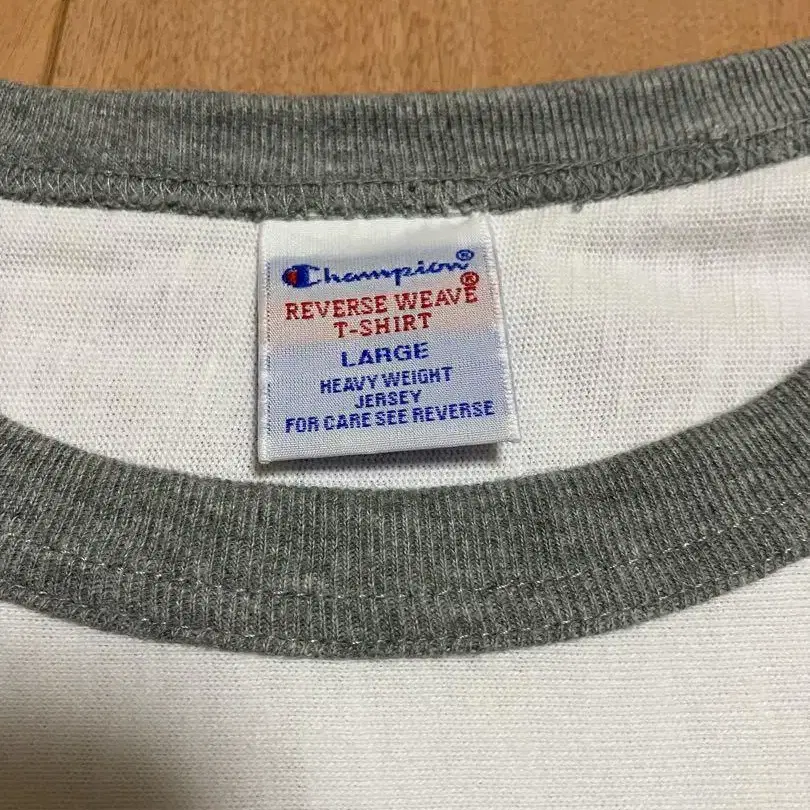 Champion®
REVERSE WEAVE®
T-SHIRT
LARGE
HEAVY WEIGHT
JERSEY
FOR CARE SEE REVERSE